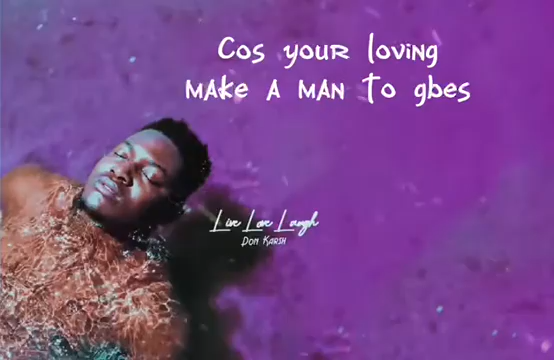 Cos your loving
make a man to gbes
Live Love Laugh
Don Karsh